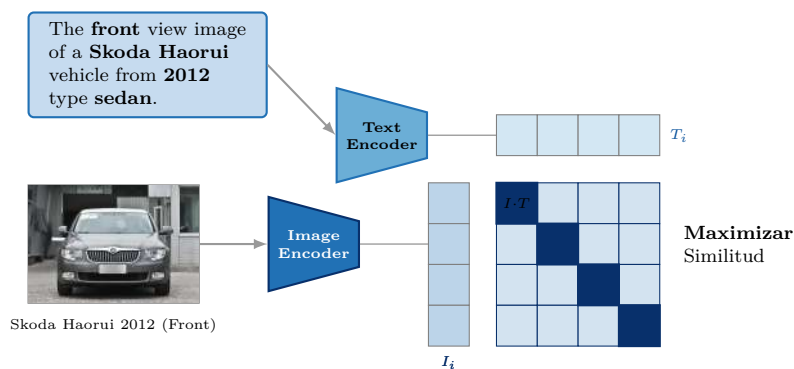 The front view image
of a Skoda Haorui
vehicle from 2012
type sedan.
Text
Encoder
T_i
Image
Encoder
I·T
Maximizar
Similitud
Skoda Haorui 2012 (Front)
I_i